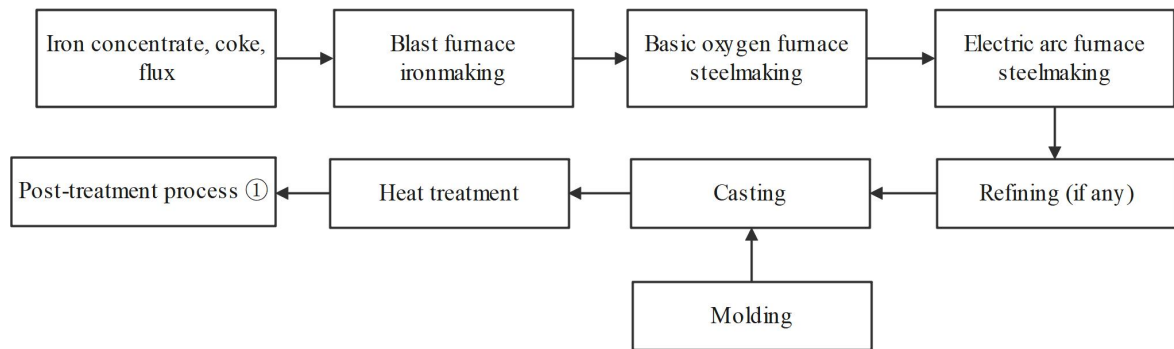 Iron concentrate, coke,
flux
Blast furnace
ironmaking
Basic oxygen furnace
steelmaking
Electric arc furnace
steelmaking
Post-treatment process ①
Heat treatment
Casting
Refining (if any)
Molding